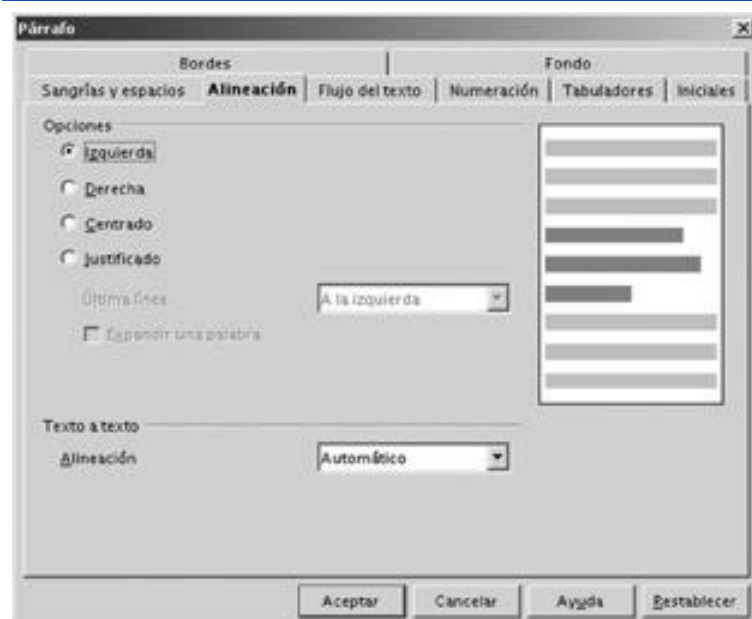 Párrafo
Bordes Fondo
Sangrías y espacios Alineación Flujo del texto Numeración Tabuladores Iniciales
Opciones
Izquierda
Derecha
Centrado
Justificado
Última línea A la izquierda
Expandir una palabra
Texto a texto
Alineación Automático
Aceptar Cancelar Ayuda Restablecer